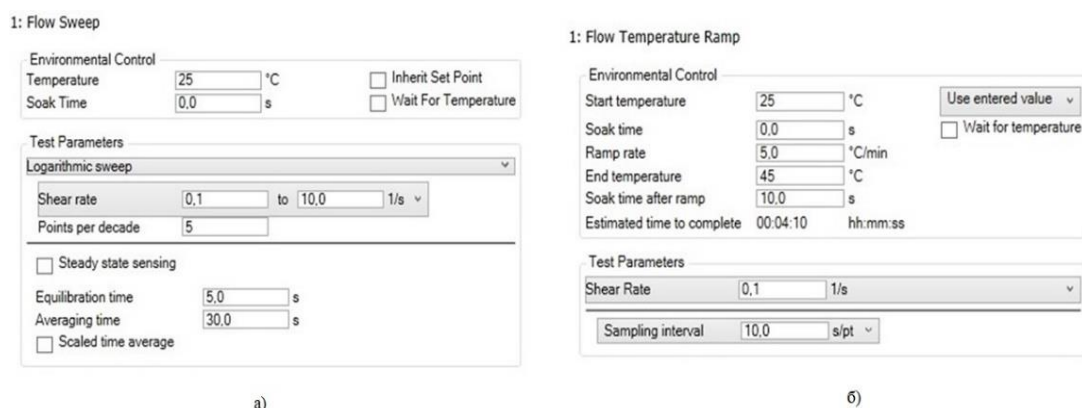 1: Flow Sweep
Environmental Control
Temperature 25 °C Inherit Set Point
Soak Time 0,0 s Wait For Temperature
Test Parameters
Logarithmic sweep
Shear rate 0,1 to 10,0 1/s
Points per decade 5
Steady state sensing
Equilibration time 5,0 s
Averaging time 30,0 s
Scaled time average
а)
1: Flow Temperature Ramp
Environmental Control
Start temperature 25 °C Use entered value
Soak time 0,0 s Wait for temperature
Ramp rate 5,0 °C/min
End temperature 45 °C
Soak time after ramp 10,0 s
Estimated time to complete 00:04:10 hh:mm:ss
Test Parameters
Shear Rate 0,1 1/s
Sampling interval 10,0 s/pt
б)